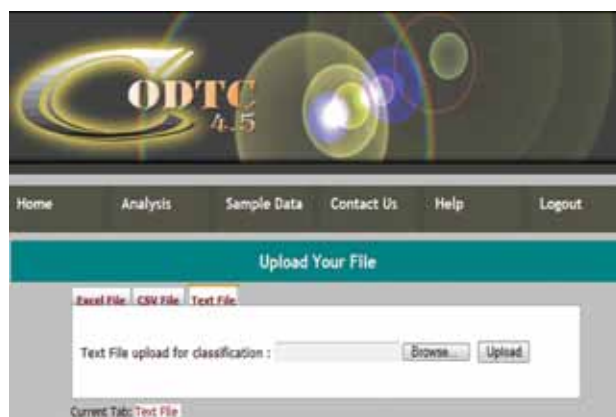 CODTC
4.5
Home Analysis Sample Data Contact Us Help Logout
Upload Your File
Excel File CSV File Text File
Text File upload for classification : Browse... Upload
Current Tab: Text File